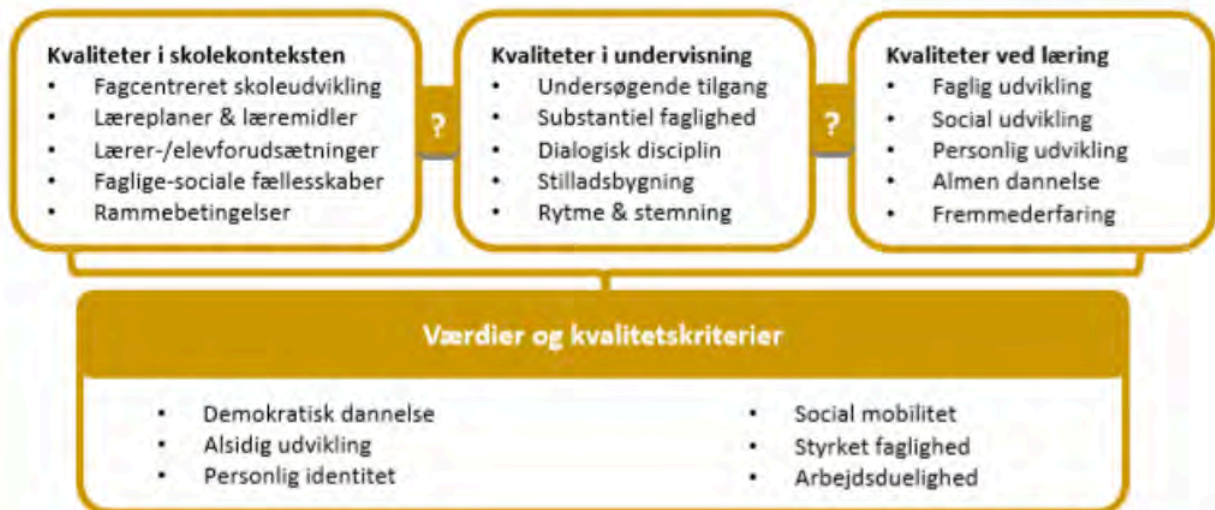 Kvaliteter i skolekonteksten
• Fagcentreret skoleudvikling
• Læreplaner & læremidler
• Lærer-/elevforudsætninger
• Faglige-sociale fællesskaber
• Rammebetingelser
?
Kvaliteter i undervisning
• Undersøgende tilgang
• Substantiel faglighed
• Dialogisk disciplin
• Stilladsbygning
• Rytme & stemning
?
Kvaliteter ved læring
• Faglig udvikling
• Social udvikling
• Personlig udvikling
• Almen dannelse
• Fremmederfaring
Værdier og kvalitetskriterier
• Demokratisk dannelse
• Alsidig udvikling
• Personlig identitet
• Social mobilitet
• Styrket faglighed
• Arbejdsduelighed